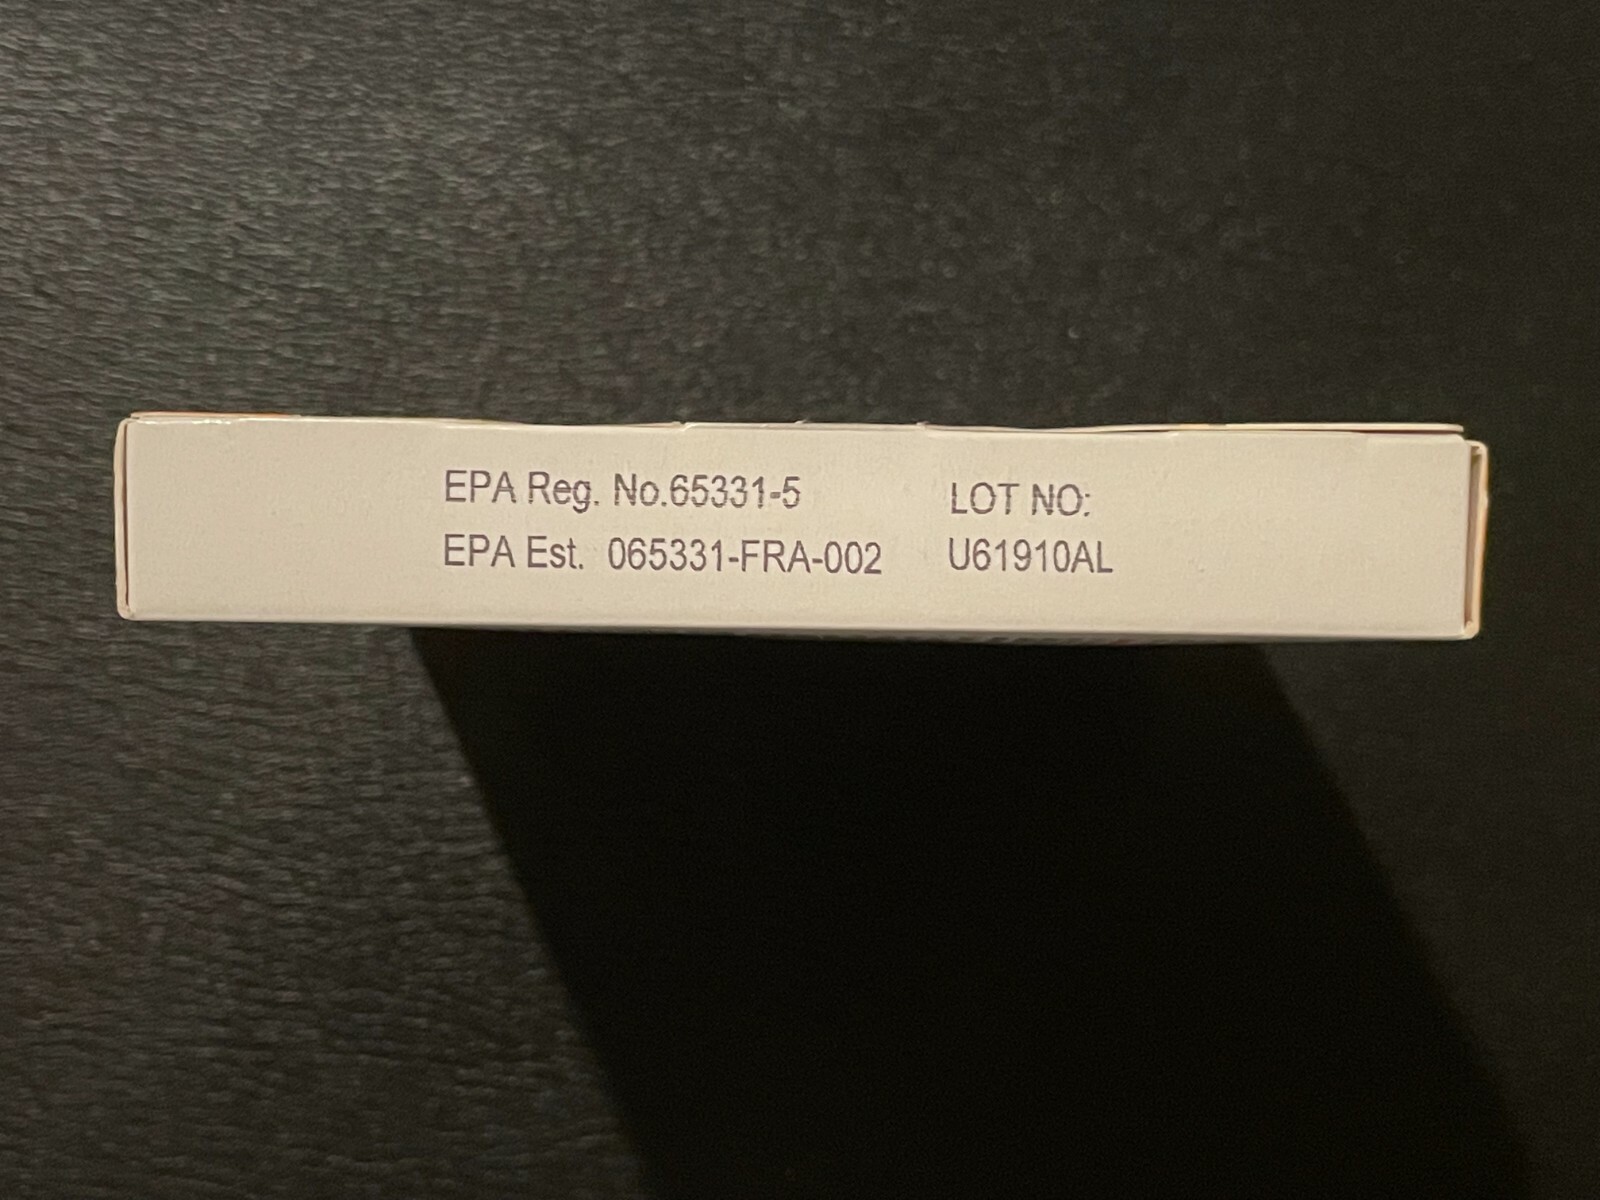 EPA Reg. No.65331-5
EPA Est. 065331-FRA-002
LOT NO:
U61910AL